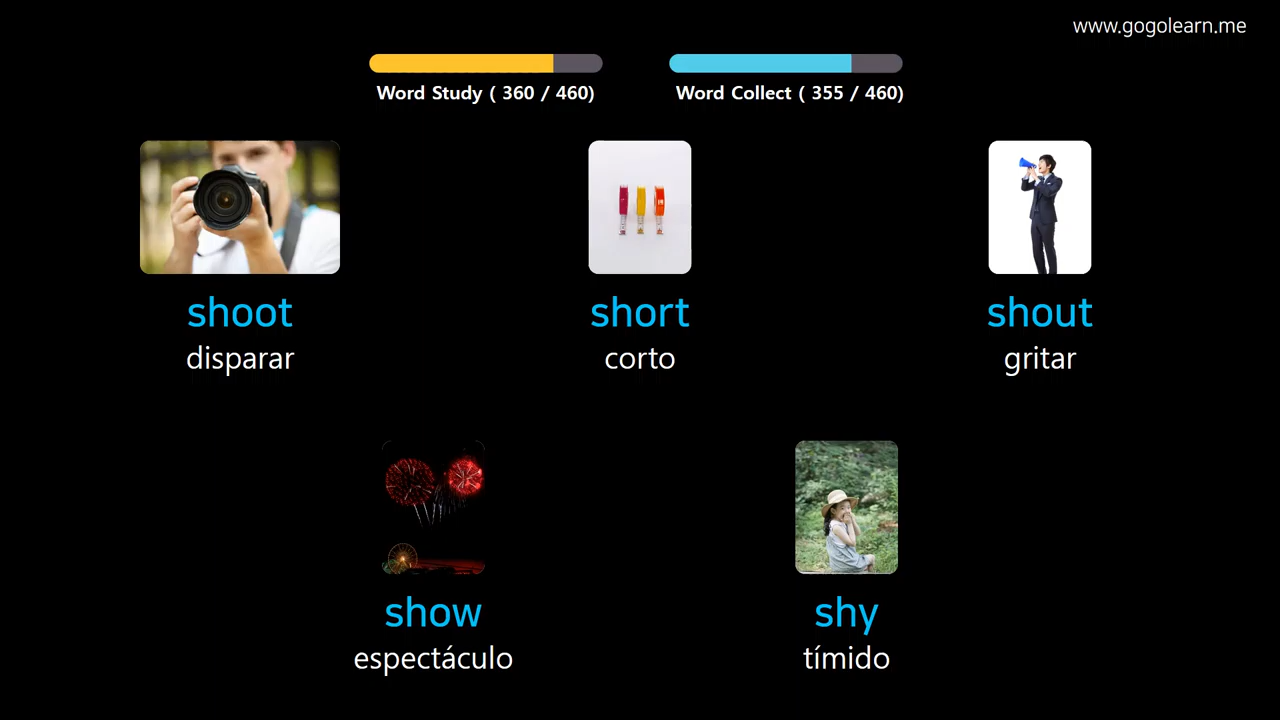 www.gogolearn.me
Word Study ( 360 / 460)
Word Collect ( 355 / 460)
shoot
disparar
short
corto
shout
gritar
show
espectáculo
shy
tímido